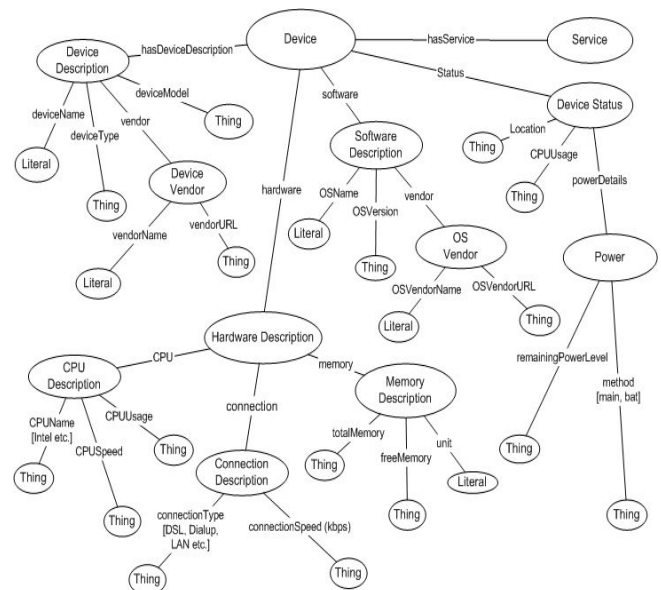 Device
hasService
Service
hasDeviceDescription
Device
Description
Status
deviceModel
software
Device Status
deviceName
deviceType
vendor
Thing
Location
CPUUsage
Software
Description
Thing
Literal
Device
Vendor
hardware
OSName
OSVersion
vendor
Thing
powerDetails
Thing
vendorName
vendorURL
Literal
OS
Vendor
Power
Thing
Thing
OSVendorName
OSVendorURL
Literal
Literal
Thing
Hardware Description
CPU
memory
remainingPowerLevel
CPU
Description
Memory
Description
method
[main, bat]
CPUName
[Intel etc.]
CPUUsage
connection
CPUSpeed
totalMemory
freeMemory
unit
Thing
Thing
Thing
Connection
Description
Thing
Literal
Thing
connectionType
[DSL, Dialup,
LAN etc.]
connectionSpeed (kbps)
Thing
Thing
Thing
Thing
Thing